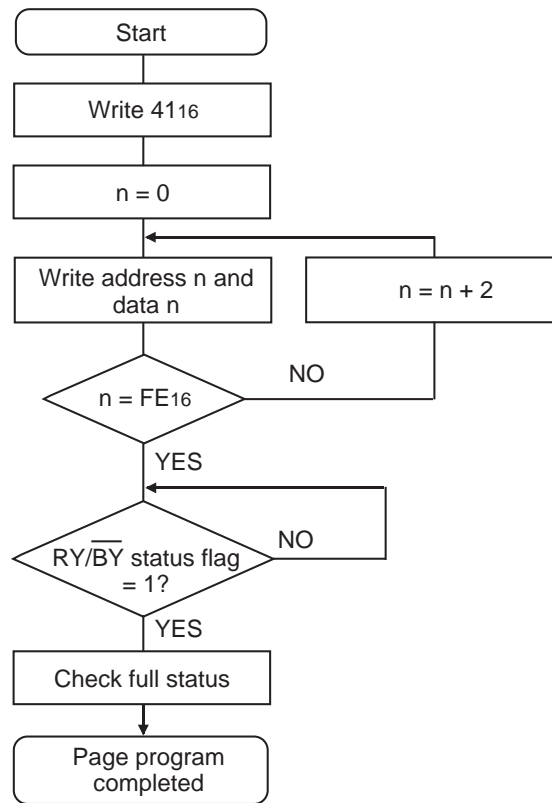 Start
Write 41₁₆
n = 0
Write address n and
data n
n = n + 2
n = FE₁₆
NO
YES
RY/B̅Y̅ status flag
= 1?
NO
YES
Check full status
Page program
completed